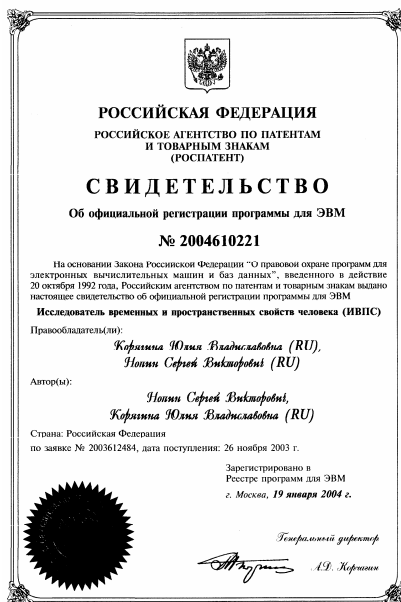 РОССИЙСКАЯ ФЕДЕРАЦИЯ
РОССИЙСКОЕ АГЕНТСТВО ПО ПАТЕНТАМ
И ТОВАРНЫМ ЗНАКАМ
(РОСПАТЕНТ)
СВИДЕТЕЛЬСТВО
Об официальной регистрации программы для ЭВМ
№ 2004610221
На основании Закона Российской Федерации “О правовой охране программ для
электронных вычислительных машин и баз данных”, введенного в действие
20 октября 1992 года, Российским агентством по патентам и товарным знакам выдано
настоящее свидетельство об официальной регистрации программы для ЭВМ
Исследователь временных и пространственных свойств человека (ИВПС)
Правообладатель(ли):
Корягина Юлия Владиславовна (RU),
Нопин Сергей Викторович (RU)
Автор(ы):
Нопин Сергей Викторович,
Корягина Юлия Владиславовна (RU)
Страна: Российская Федерация
по заявке № 2003612484, дата поступления: 26 ноября 2003 г.
Зарегистрировано в
Реестре программ для ЭВМ
г. Москва, 19 января 2004 г.
Генеральный директор
А.Д. Корчагин